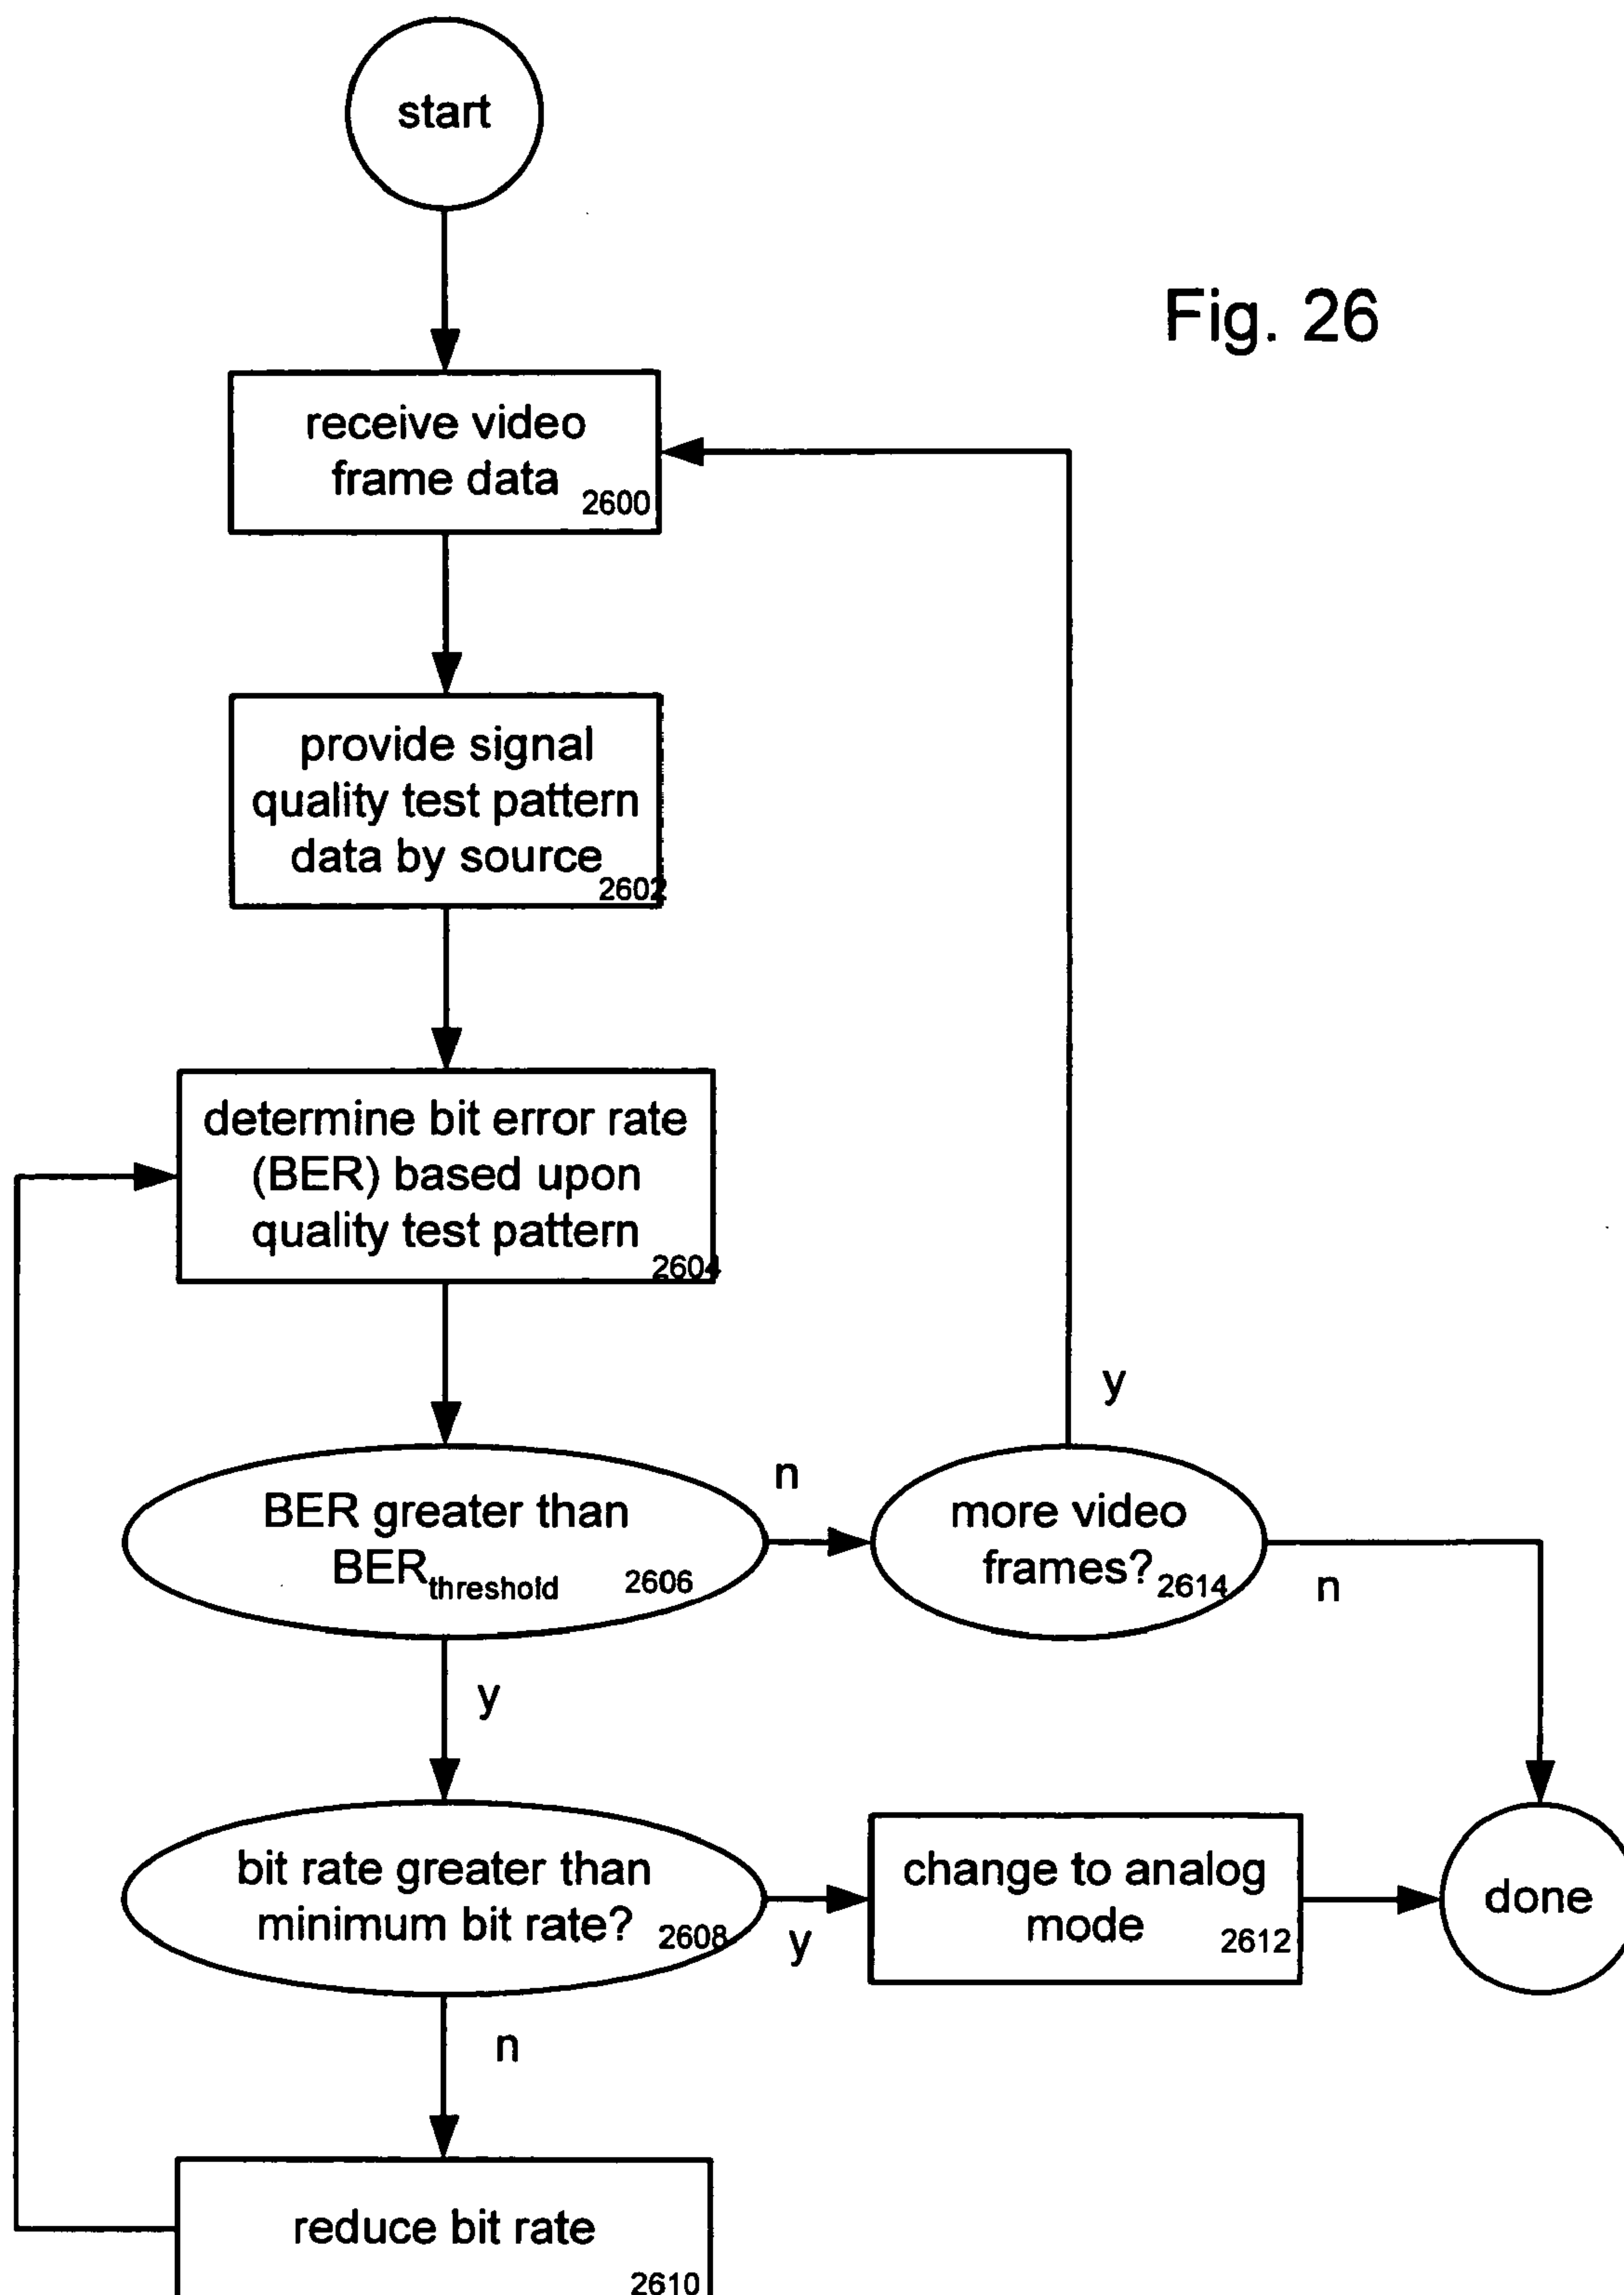 start
Fig. 26
receive video
frame data
2600
provide signal
quality test pattern
data by source
2602
determine bit error rate
(BER) based upon
quality test pattern
2604
y
n
BER greater than
BERthreshold 2606
more video
frames? 2614
n
y
bit rate greater than
minimum bit rate? 2608
y
change to analog
mode 2612
done
n
reduce bit rate
2610